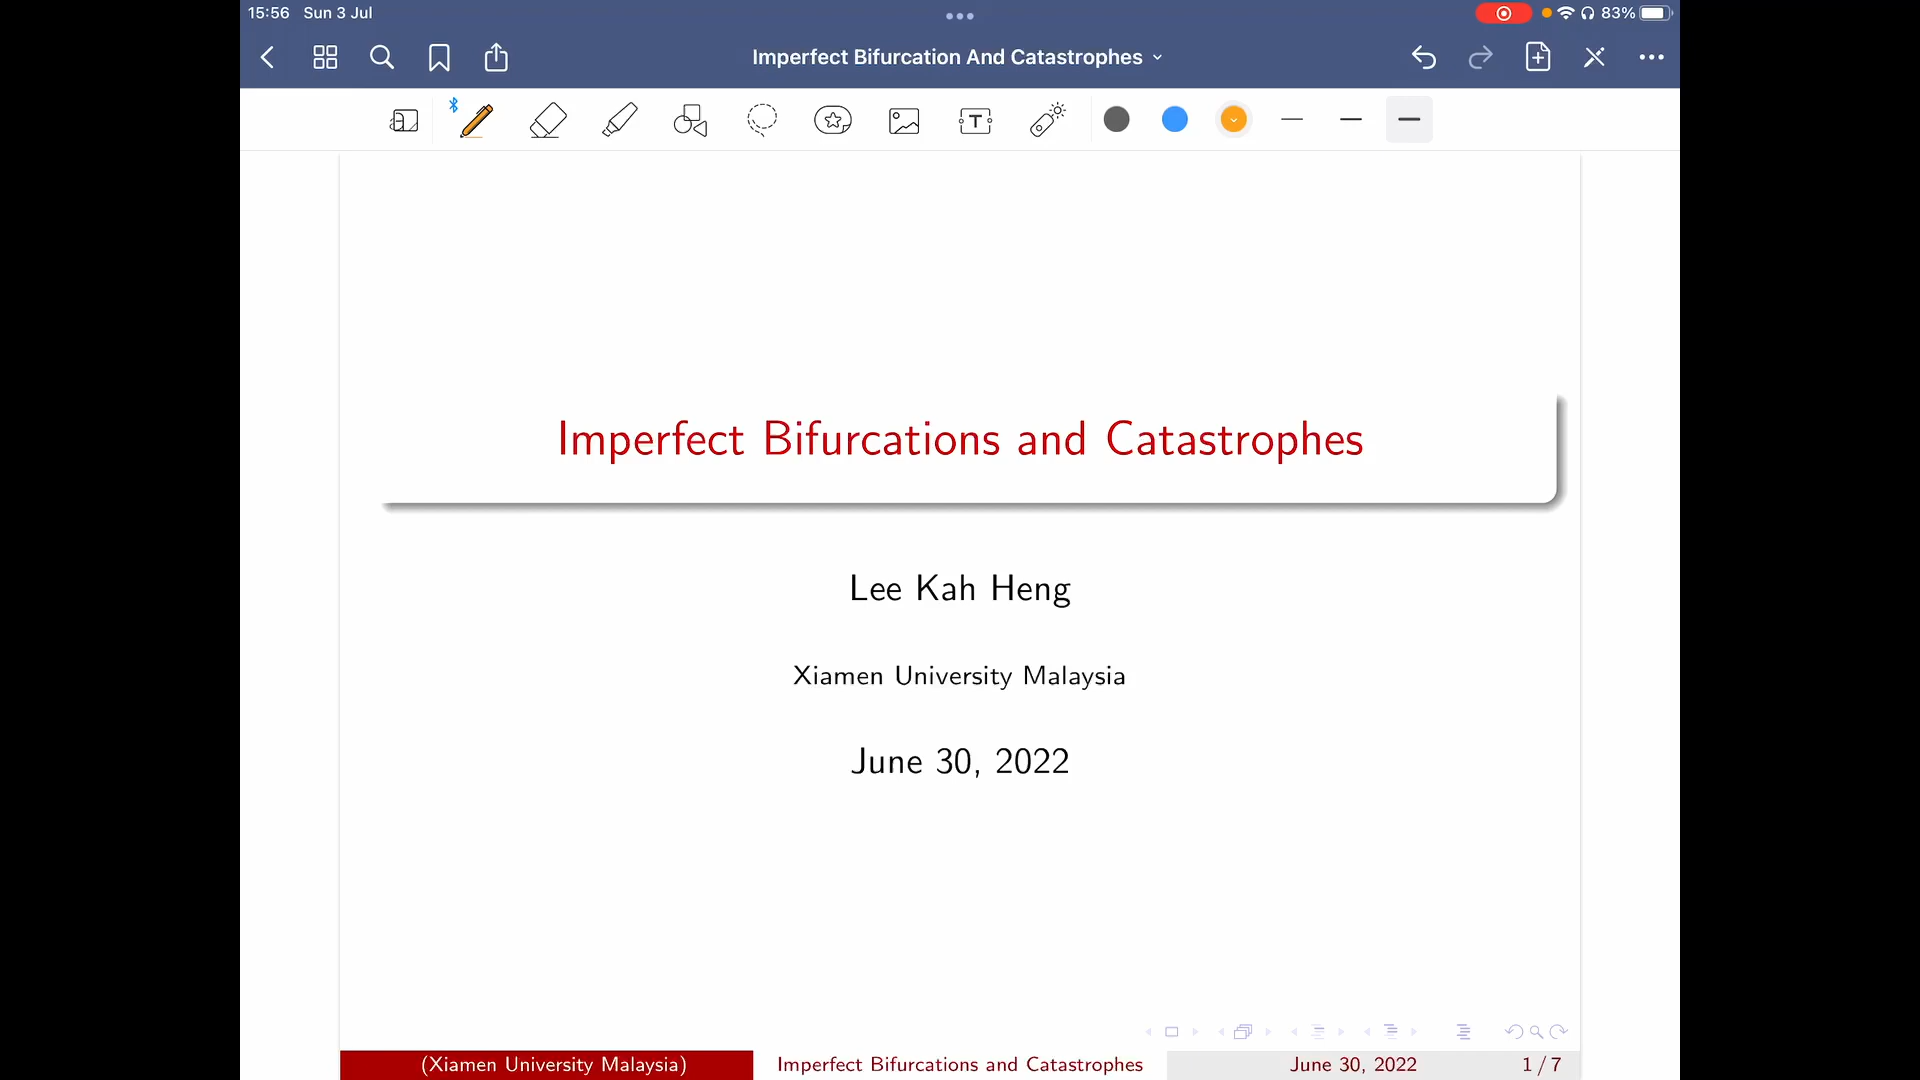 15:56 Sun 3 Jul
83%
Imperfect Bifurcation And Catastrophes
Imperfect Bifurcations and Catastrophes
Lee Kah Heng
Xiamen University Malaysia
June 30, 2022
(Xiamen University Malaysia) Imperfect Bifurcations and Catastrophes June 30, 2022 1 / 7